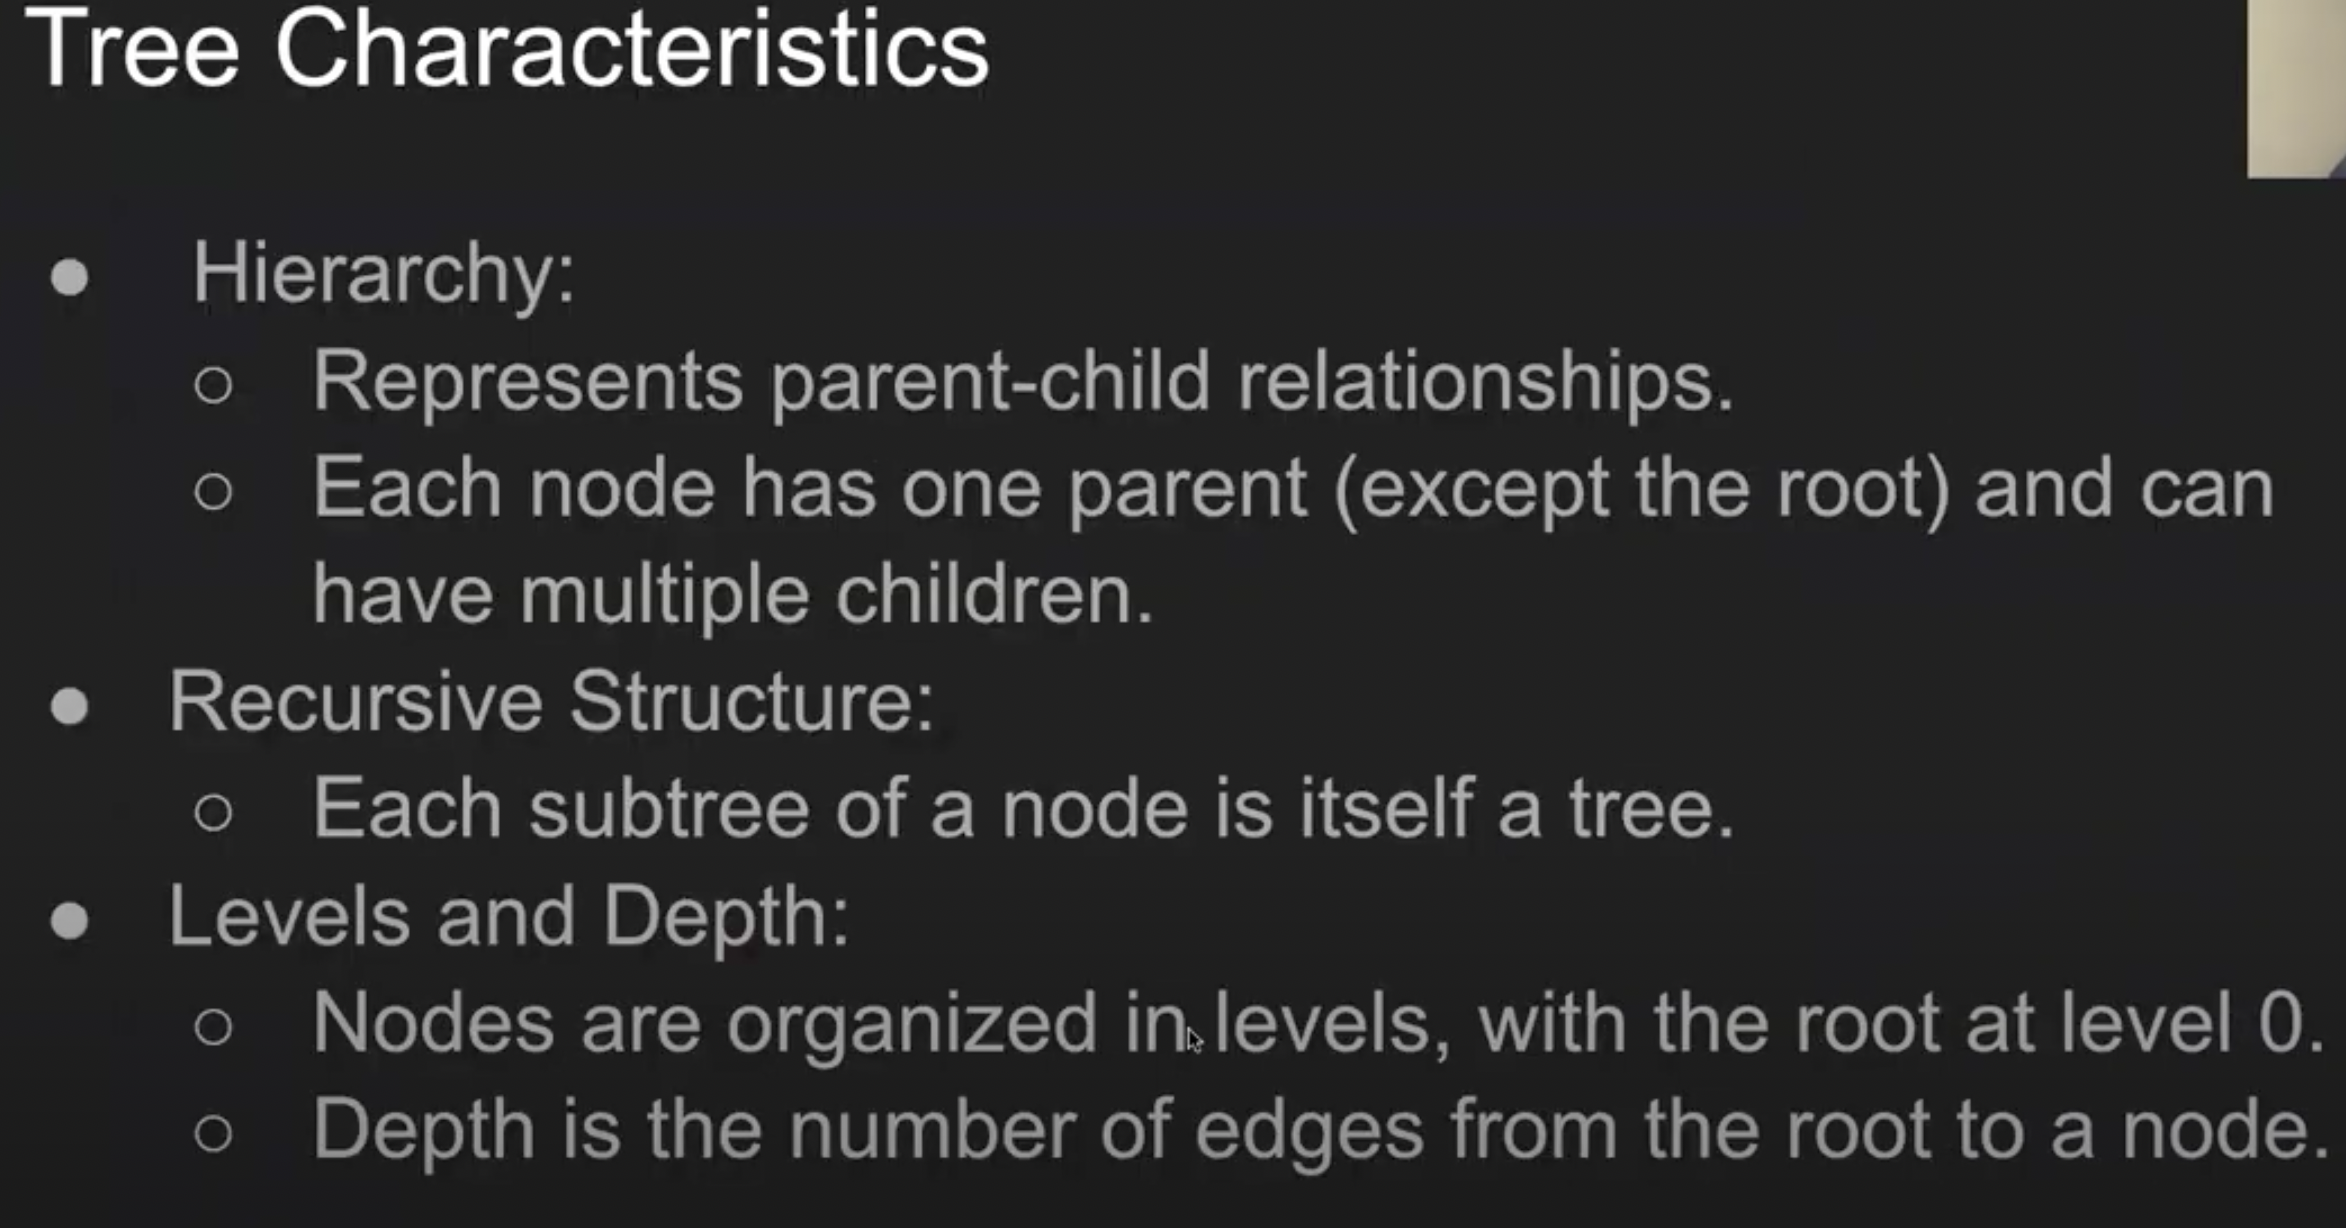 Tree Characteristics
● Hierarchy:
○ Represents parent-child relationships.
○ Each node has one parent (except the root) and can
have multiple children.
● Recursive Structure:
○ Each subtree of a node is itself a tree.
● Levels and Depth:
○ Nodes are organized in levels, with the root at level 0.
○ Depth is the number of edges from the root to a node.